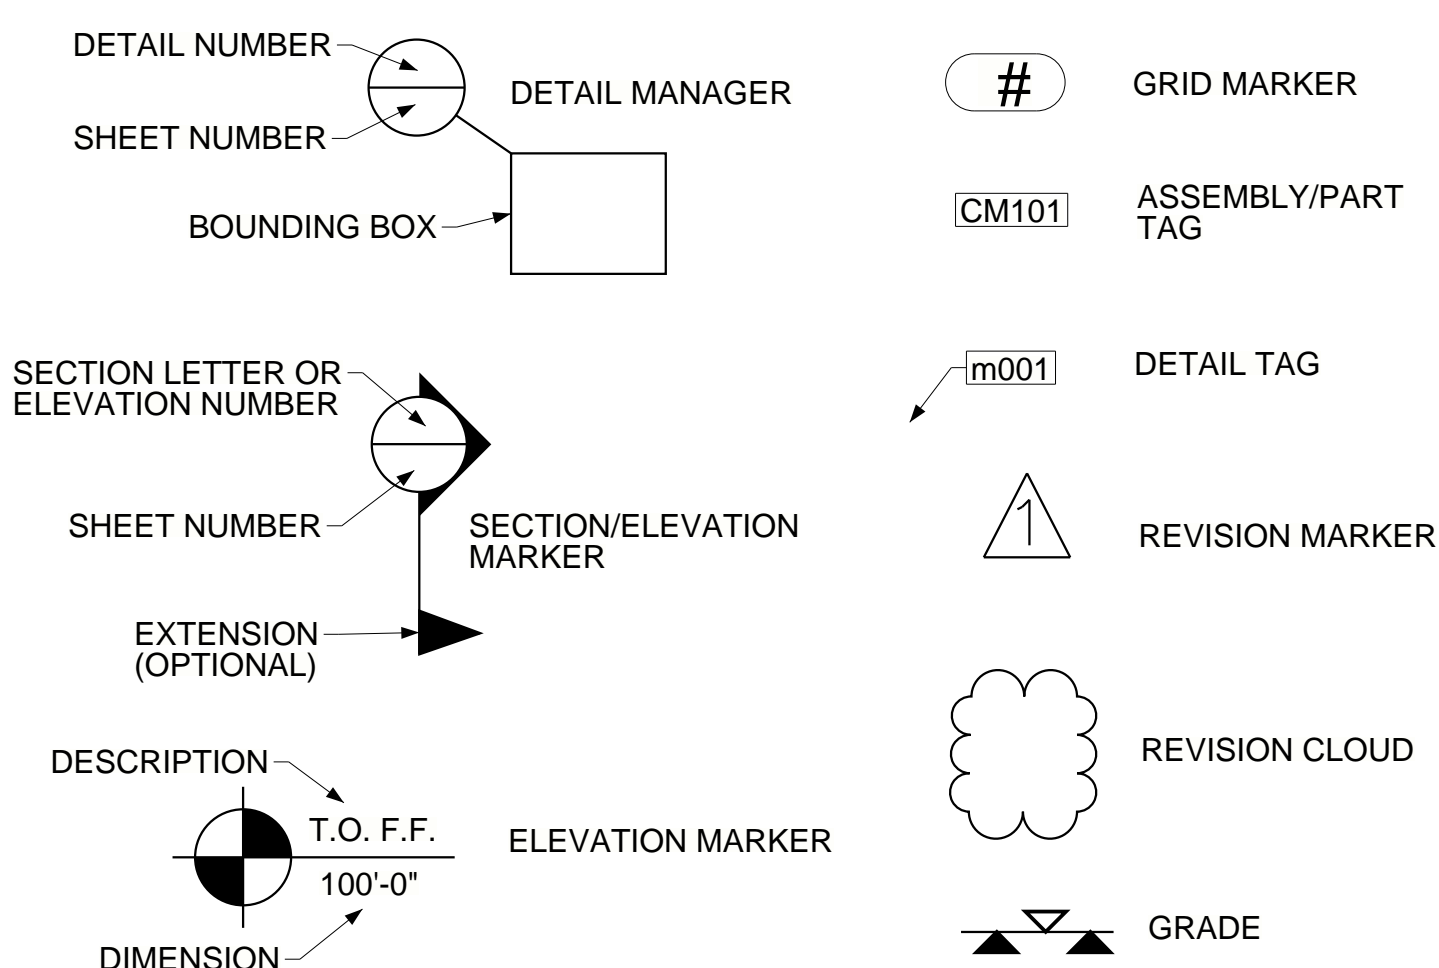 DETAIL NUMBER
SHEET NUMBER
DETAIL MANAGER
BOUNDING BOX
SECTION LETTER OR
ELEVATION NUMBER
SHEET NUMBER
SECTION/ELEVATION
MARKER
EXTENSION
(OPTIONAL)
DESCRIPTION
T.O. F.F.
100'-0"
ELEVATION MARKER
DIMENSION
#
GRID MARKER
CM101
ASSEMBLY/PART
TAG
m001
DETAIL TAG
1
REVISION MARKER
REVISION CLOUD
GRADE